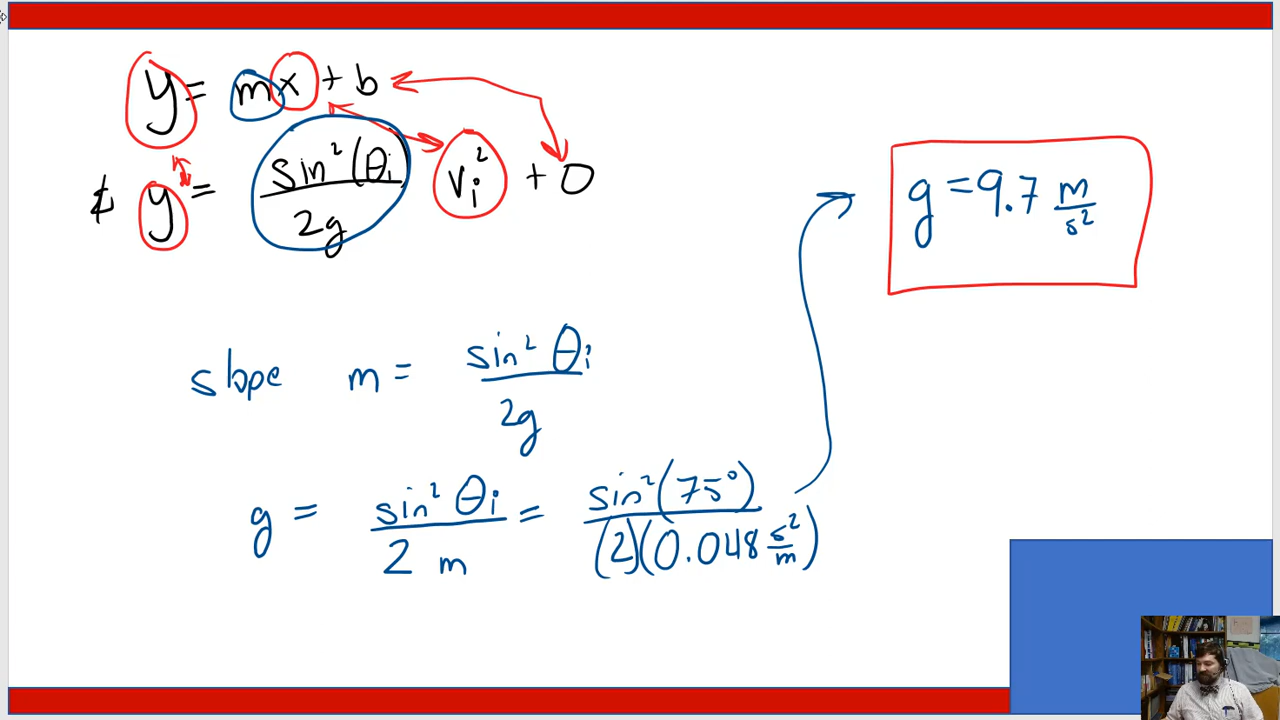 y = mx + b
& y = sin²(θi / 2g vi² + 0
g = 9.7 m/s²
slope m = sin² θi / 2g
g = sin² θi / 2 m = sin²(75°) / (2)(0.048 s²/m)